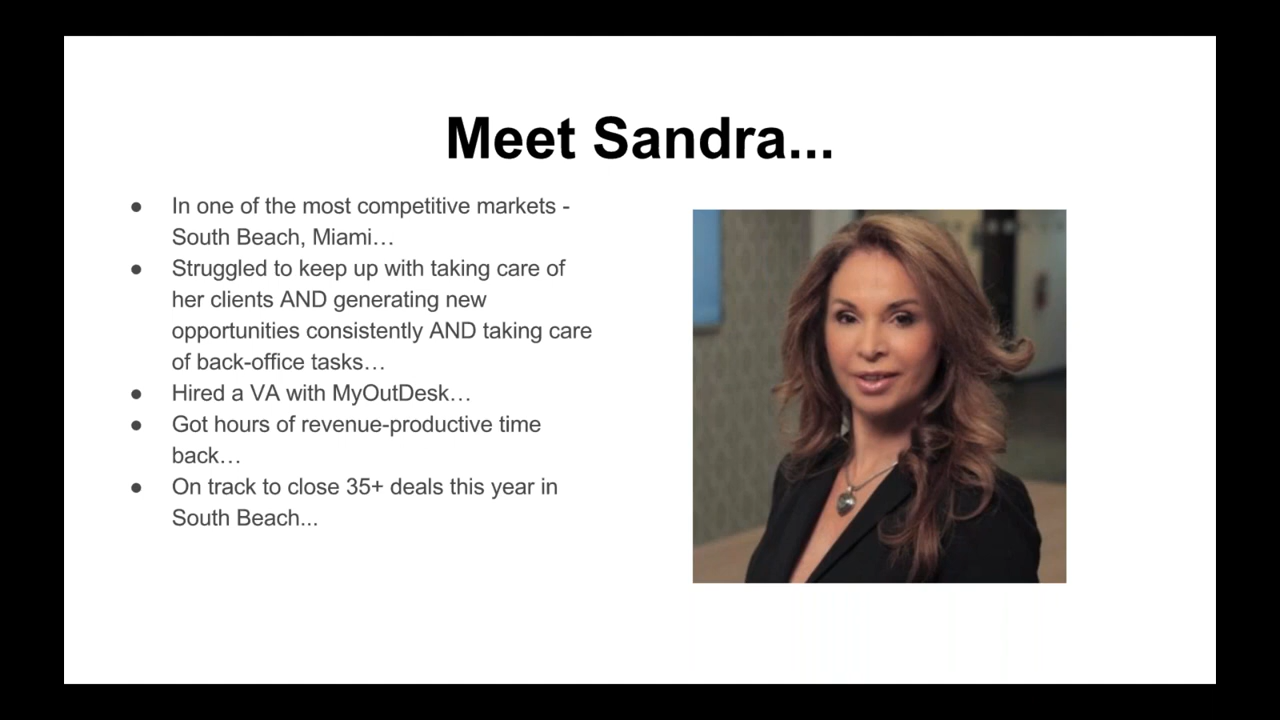 Meet Sandra...
● In one of the most competitive markets -
South Beach, Miami…
● Struggled to keep up with taking care of
her clients AND generating new
opportunities consistently AND taking care
of back-office tasks…
● Hired a VA with MyOutDesk…
● Got hours of revenue-productive time
back…
● On track to close 35+ deals this year in
South Beach...